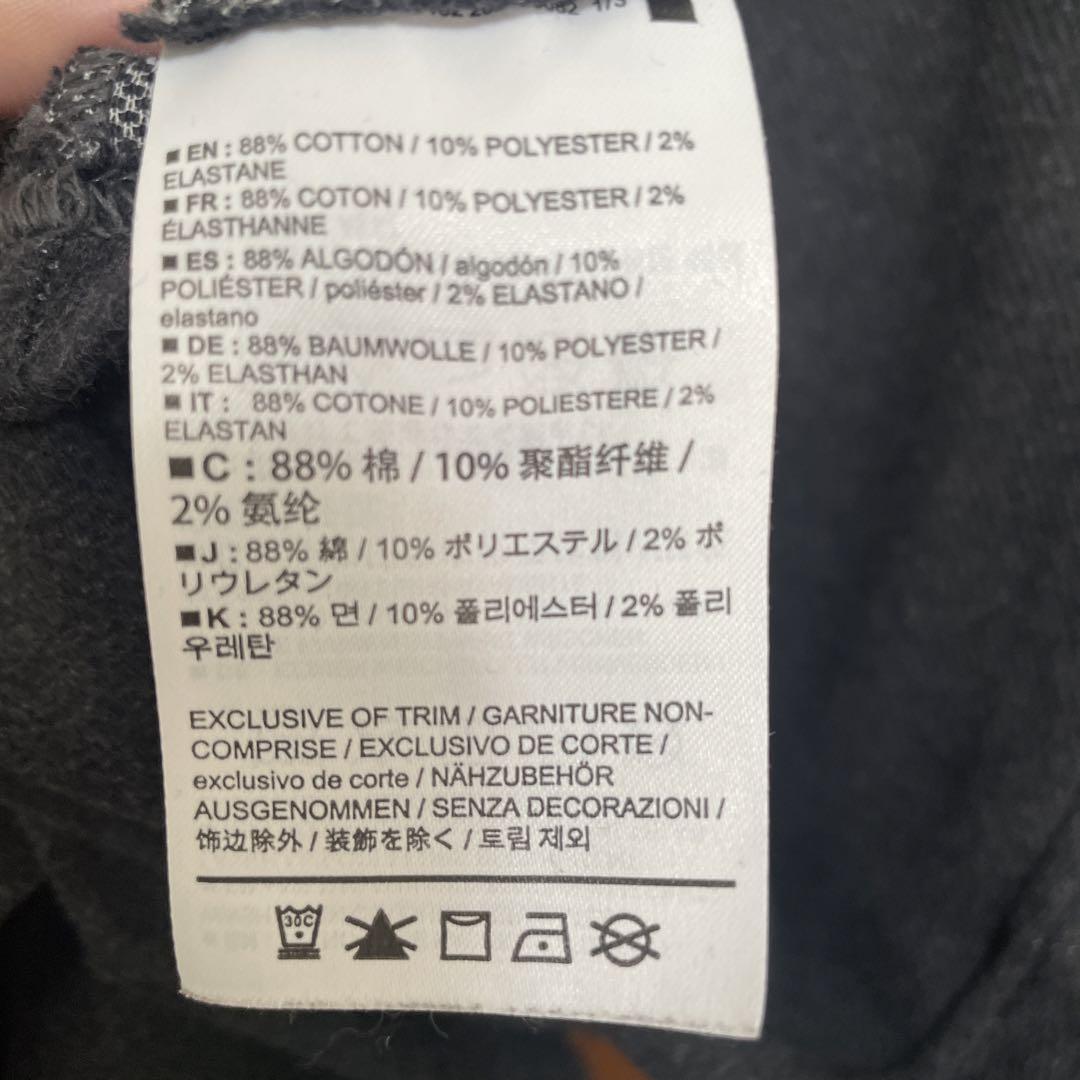 ■ EN : 88% COTTON / 10% POLYESTER / 2%
ELASTANE
■ FR : 88% COTON / 10% POLYESTER / 2%
ÉLASTHANNE
■ ES : 88% ALGODÓN / algodón / 10%
POLIÉSTER / poliéster / 2% ELASTANO /
elastano
■ DE : 88% BAUMWOLLE / 10% POLYESTER /
2% ELASTHAN
■ IT : 88% COTONE / 10% POLIESTERE / 2%
ELASTAN
■ C : 88% 棉 / 10% 聚酯纤维 /
2% 氨纶
■ J : 88% 綿 / 10% ポリエステル / 2% ポ
リウレタン
■ K : 88% 면 / 10% 폴리에스터 / 2% 폴리
우레탄
EXCLUSIVE OF TRIM / GARNITURE NON-
COMPRISE / EXCLUSIVO DE CORTE /
exclusivo de corte / NÄHZUBEHÖR
AUSGENOMMEN / SENZA DECORAZIONI /
饰边除外 / 装飾を除く / 토림 제외
30C